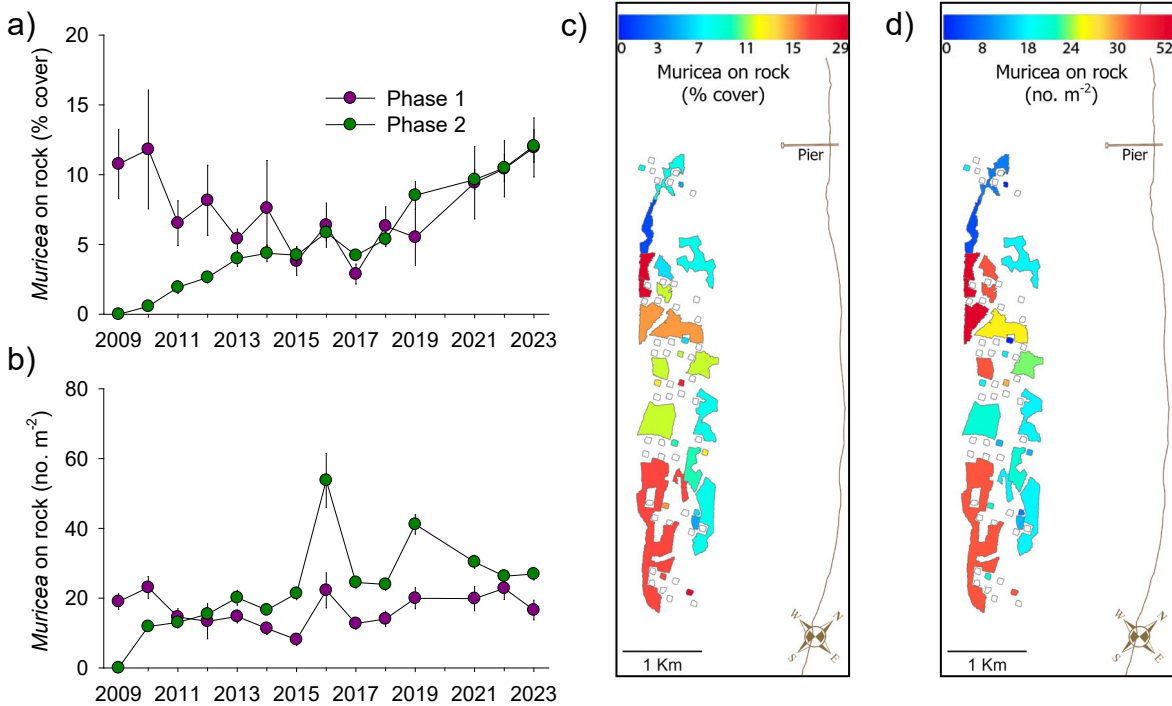 a)
20
15
10
5
0
Muricea on rock (% cover)
Phase 1
Phase 2
2009 2011 2013 2015 2017 2019 2021 2023
b)
80
60
40
20
0
Muricea on rock (no. m⁻²)
2009 2011 2013 2015 2017 2019 2021 2023
c)
0 3 7 11 15 29
Muricea on rock
(% cover)
Pier
N
W
E
S
1 Km
d)
0 8 18 24 30 52
Muricea on rock
(no. m⁻²)
Pier
N
W
E
S
1 Km